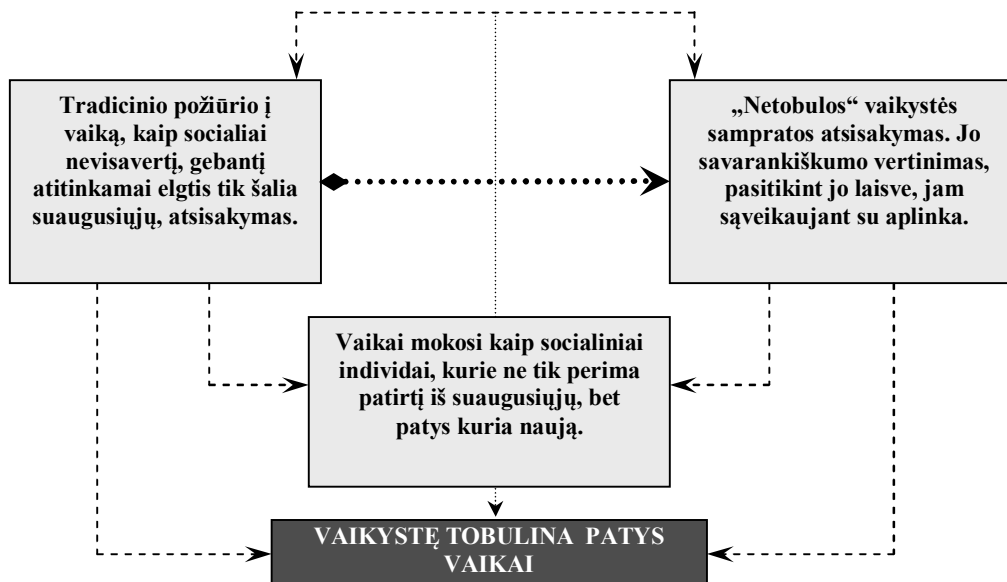 Tradicinio požiūrio į
vaiką, kaip socialiai
nevisavertį, gebantį
atitinkamai elgtis tik šalia
suaugusiųjų, atsisakymas.
„Netobulos“ vaikystės
sampratos atsisakymas. Jo
savarankiškumo vertinimas,
pasitikint jo laisve, jam
sąveikaujant su aplinka.
Vaikai mokosi kaip socialiniai
individai, kurie ne tik perima
patirtį iš suaugusiųjų, bet
patys kuria naują.
VAIKYSTĘ TOBULINA PATYS
VAIKAI